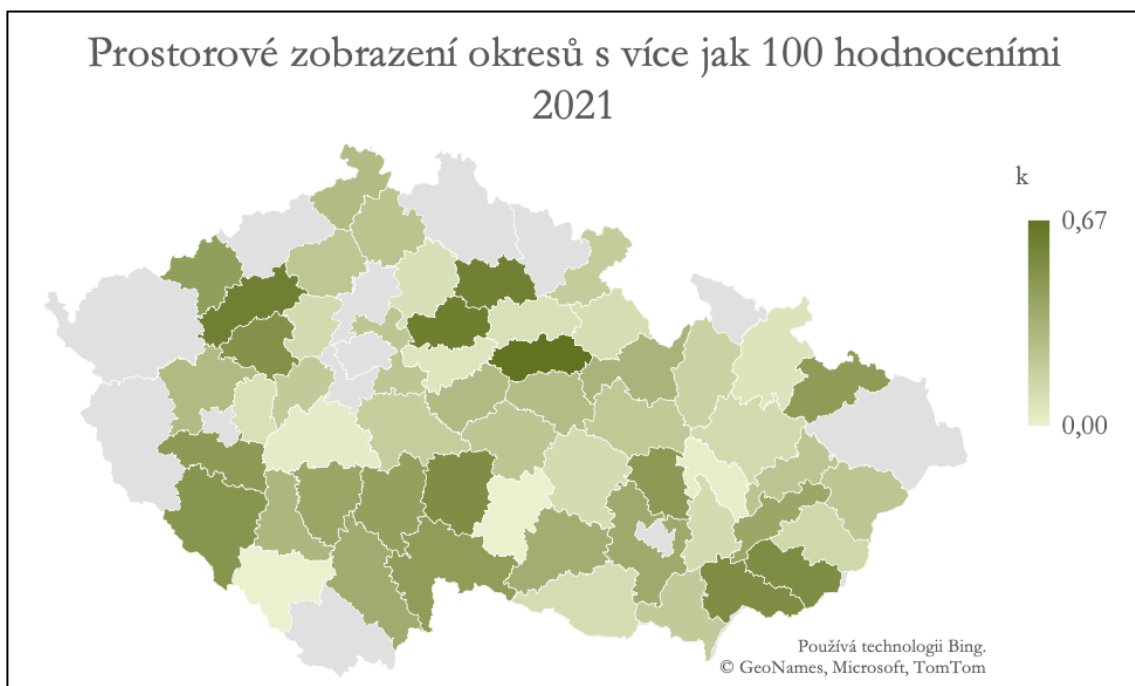 Prostorové zobrazení okresů s více jak 100 hodnoceními
2021
k
0,67
0,00
Používá technologii Bing.
© GeoNames, Microsoft, TomTom